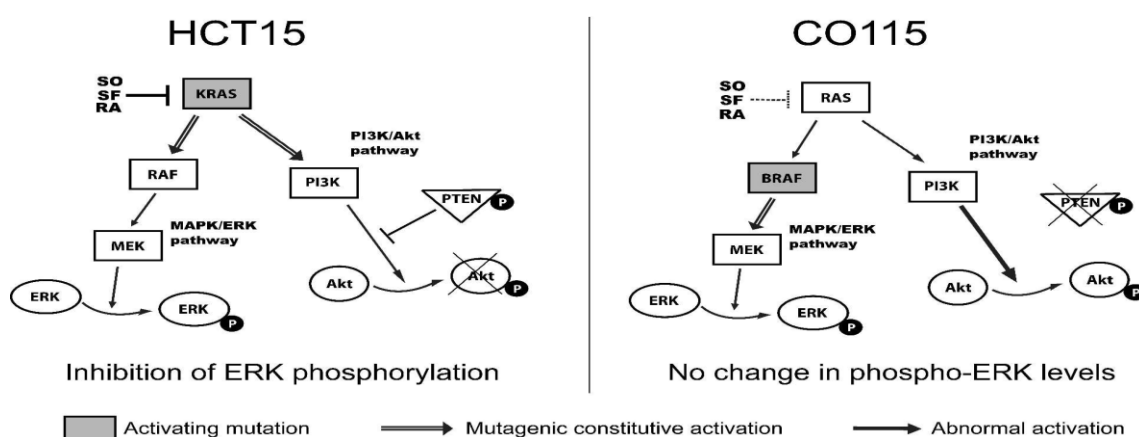 HCT15
SO
SF
RA
KRAS
PI3K/Akt
pathway
RAF
PI3K
PTEN
P
MEK
MAPK/ERK
pathway
Akt
Akt
P
ERK
ERK
P
Inhibition of ERK phosphorylation
CO115
SO
SF
RA
RAS
PI3K/Akt
pathway
BRAF
PI3K
PTEN
P
MEK
MAPK/ERK
pathway
Akt
Akt
P
ERK
ERK
P
No change in phospho-ERK levels
Activating mutation
Mutagenic constitutive activation
Abnormal activation